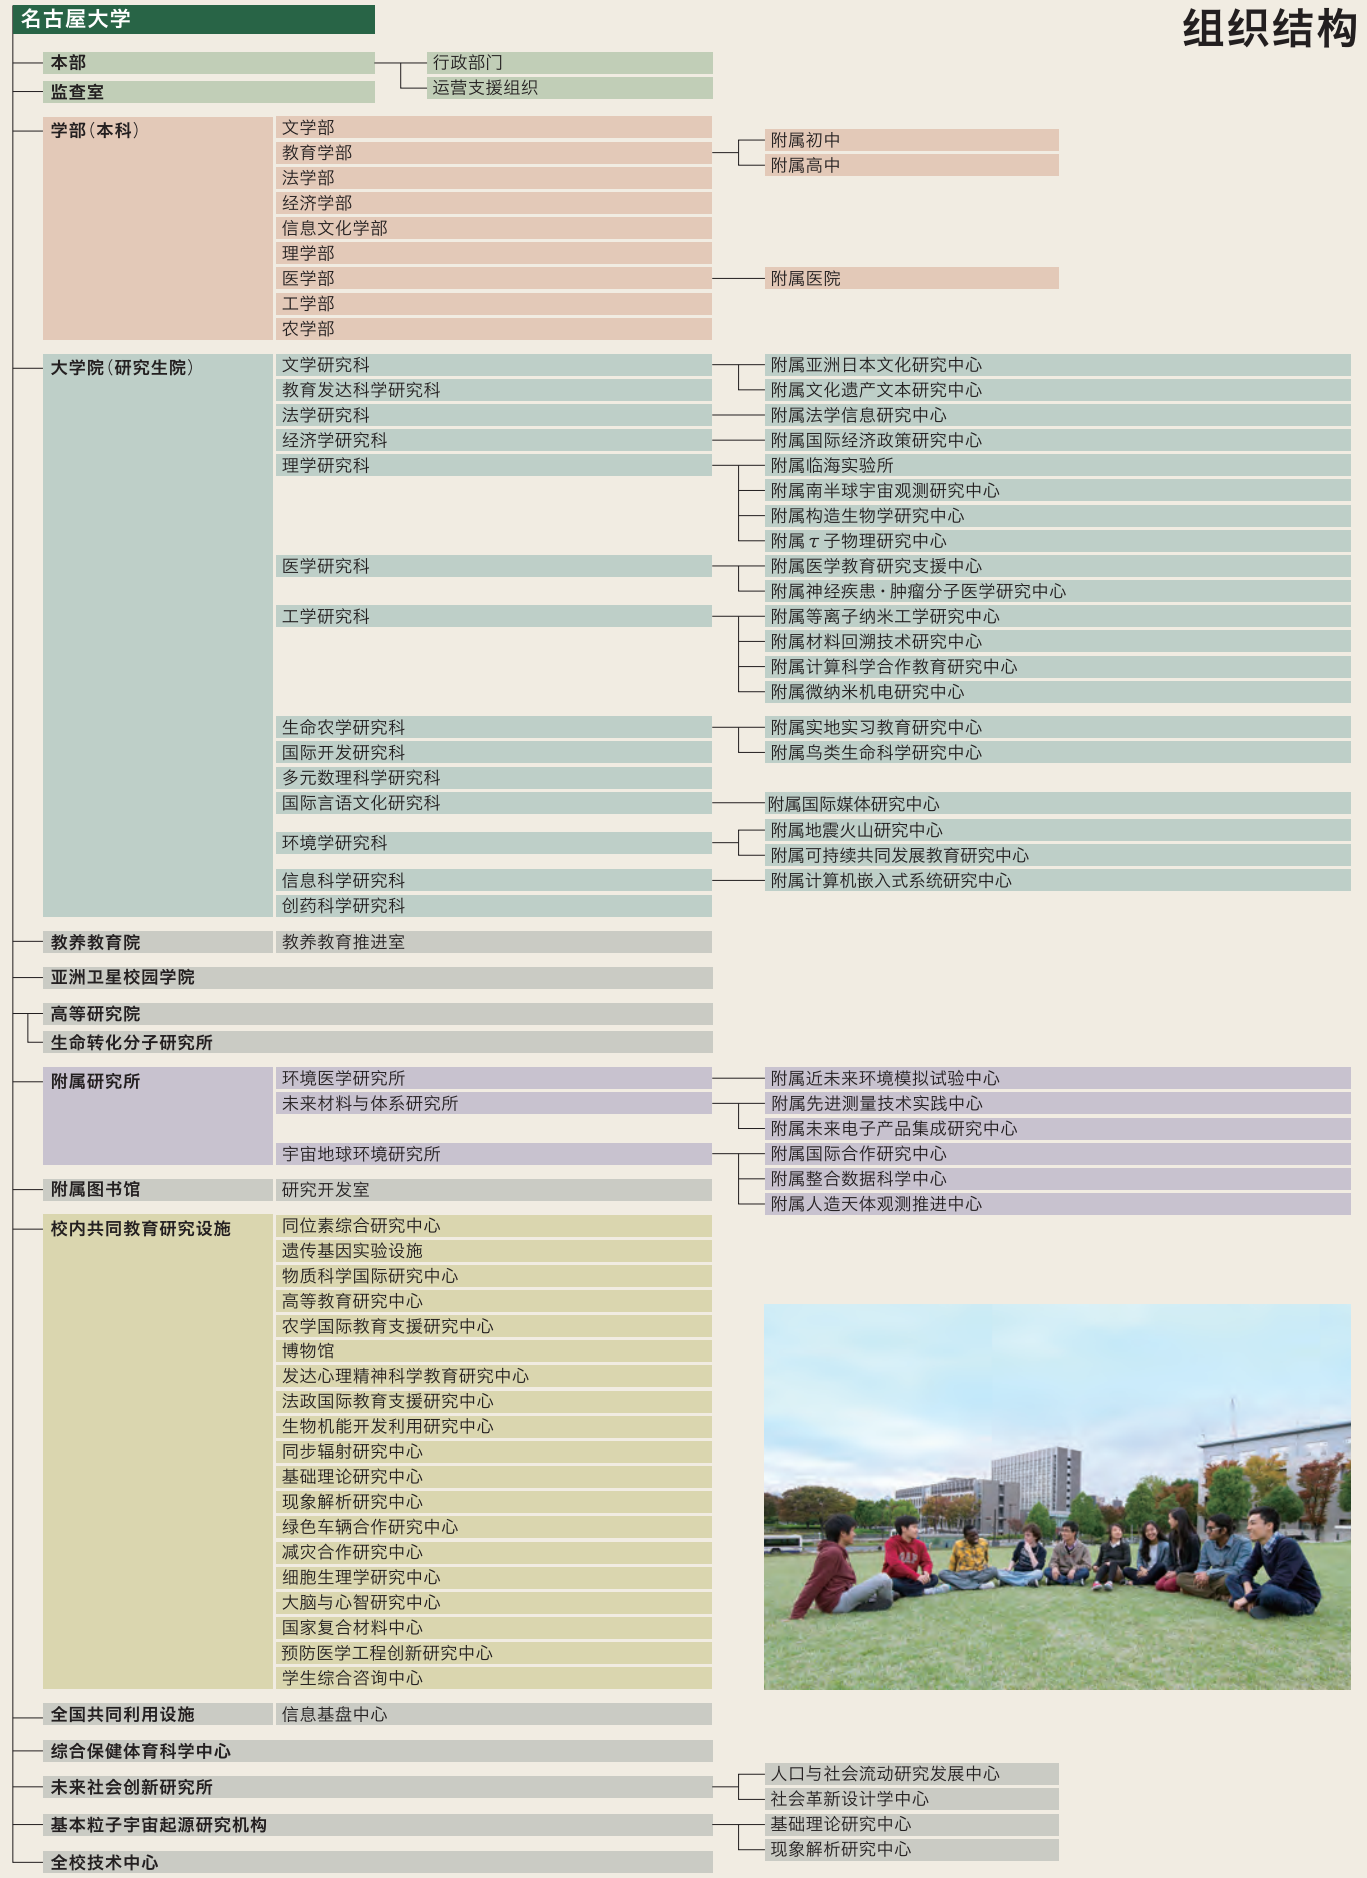 名古屋大学
组织结构
本部
行政部门
运营支援组织
监查室
学部（本科）
文学部
教育学部
附属初中
附属高中
法学部
经济学部
信息文化学部
理学部
医学部
附属医院
工学部
农学部
大学院（研究生院）
文学研究科
附属亚洲日本文化研究中心
附属文化遗产文本研究中心
教育发达科学研究科
法学研究科
附属法学信息研究中心
经济学研究科
附属国际经济政策研究中心
理学研究科
附属临海实验所
附属南半球宇宙观测研究中心
附属构造生物学研究中心
附属τ子物理研究中心
医学研究科
附属医学教育研究支援中心
附属神经疾患·肿瘤分子医学研究中心
工学研究科
附属等离子纳米工学研究中心
附属材料回溯技术研究中心
附属计算科学合作教育研究中心
附属微纳米机电研究中心
生命农学研究科
附属实地实习教育研究中心
附属鸟类生命科学研究中心
国际开发研究科
多元数理科学研究科
国际言语文化研究科
附属国际媒体研究中心
环境学研究科
附属地震火山研究中心
附属可持续共同发展教育研究中心
信息科学研究科
附属计算机嵌入式系统研究中心
创药科学研究科
教养教育院
教养教育推进室
亚洲卫星校园学院
高等研究院
生命转化分子研究所
附属研究所
环境医学研究所
附属近未来环境模拟试验中心
未来材料与体系研究所
附属先进测量技术实践中心
附属未来电子产品集成研究中心
宇宙地球环境研究所
附属国际合作研究中心
附属整合数据科学中心
附属人造天体观测推进中心
附属图书馆
研究开发室
校内共同教育研究设施
同位素综合研究中心
遗传基因实验设施
物质科学国际研究中心
高等教育研究中心
农学国际教育支援研究中心
博物馆
发达心理精神科学教育研究中心
法政国际教育支援研究中心
生物机能开发利用研究中心
同步辐射研究中心
基础理论研究中心
现象解析研究中心
绿色车辆合作研究中心
减灾合作研究中心
细胞生理学研究中心
大脑与心智研究中心
国家复合材料中心
预防医学工程创新研究中心
学生综合咨询中心
全国共同利用设施
信息基盘中心
综合保健体育科学中心
未来社会创新研究所
人口与社会流动研究发展中心
社会革新设计学中心
基本粒子宇宙起源研究机构
基础理论研究中心
现象解析研究中心
全校技术中心